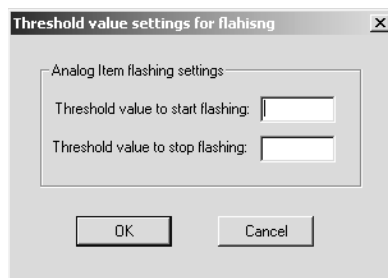 Threshold value settings for flahisng
Analog Item flashing settings
Threshold value to start flashing:
Threshold value to stop flashing:
OK Cancel